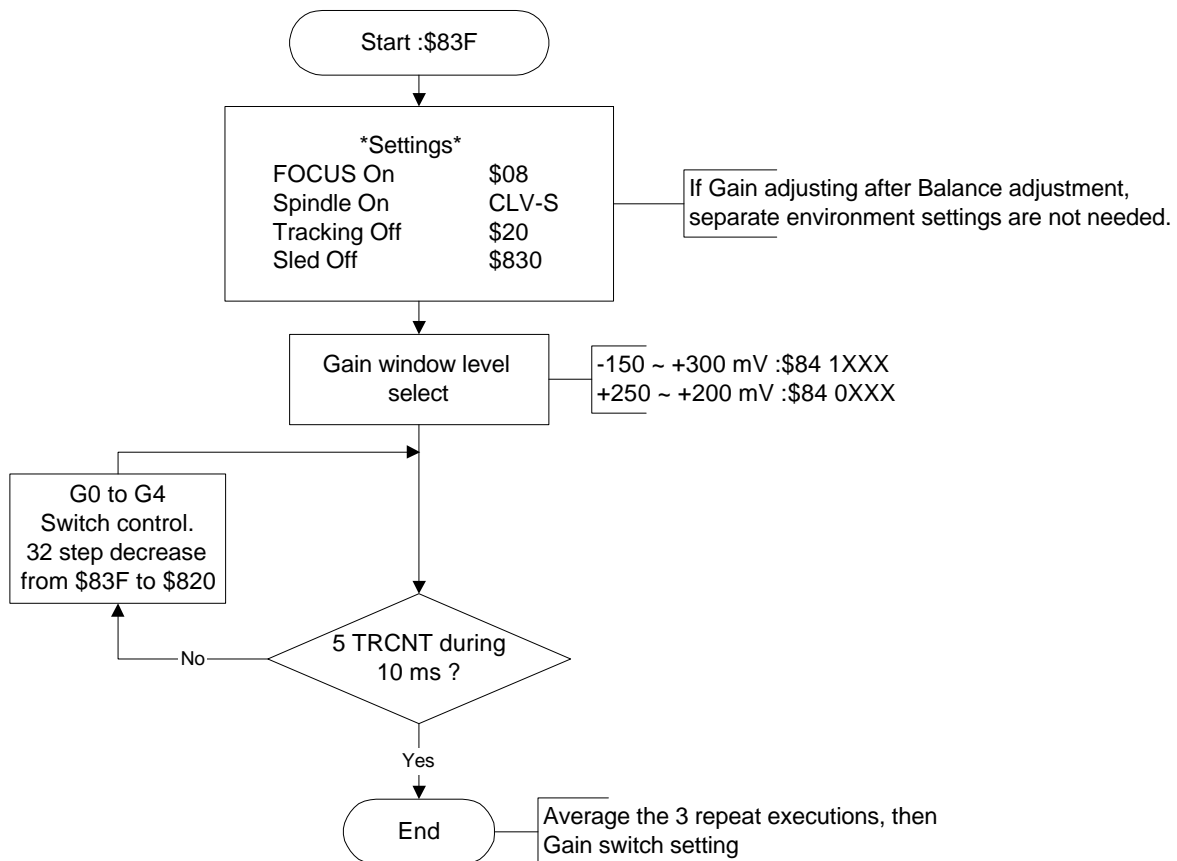 Start :$83F
*Settings*
FOCUS On $08
Spindle On CLV-S
Tracking Off $20
Sled Off $830
If Gain adjusting after Balance adjustment,
separate environment settings are not needed.
Gain window level
select
-150 ~ +300 mV :$84 1XXX
+250 ~ +200 mV :$84 0XXX
G0 to G4
Switch control.
32 step decrease
from $83F to $820
5 TRCNT during
10 ms ?
No
Yes
End
Average the 3 repeat executions, then
Gain switch setting